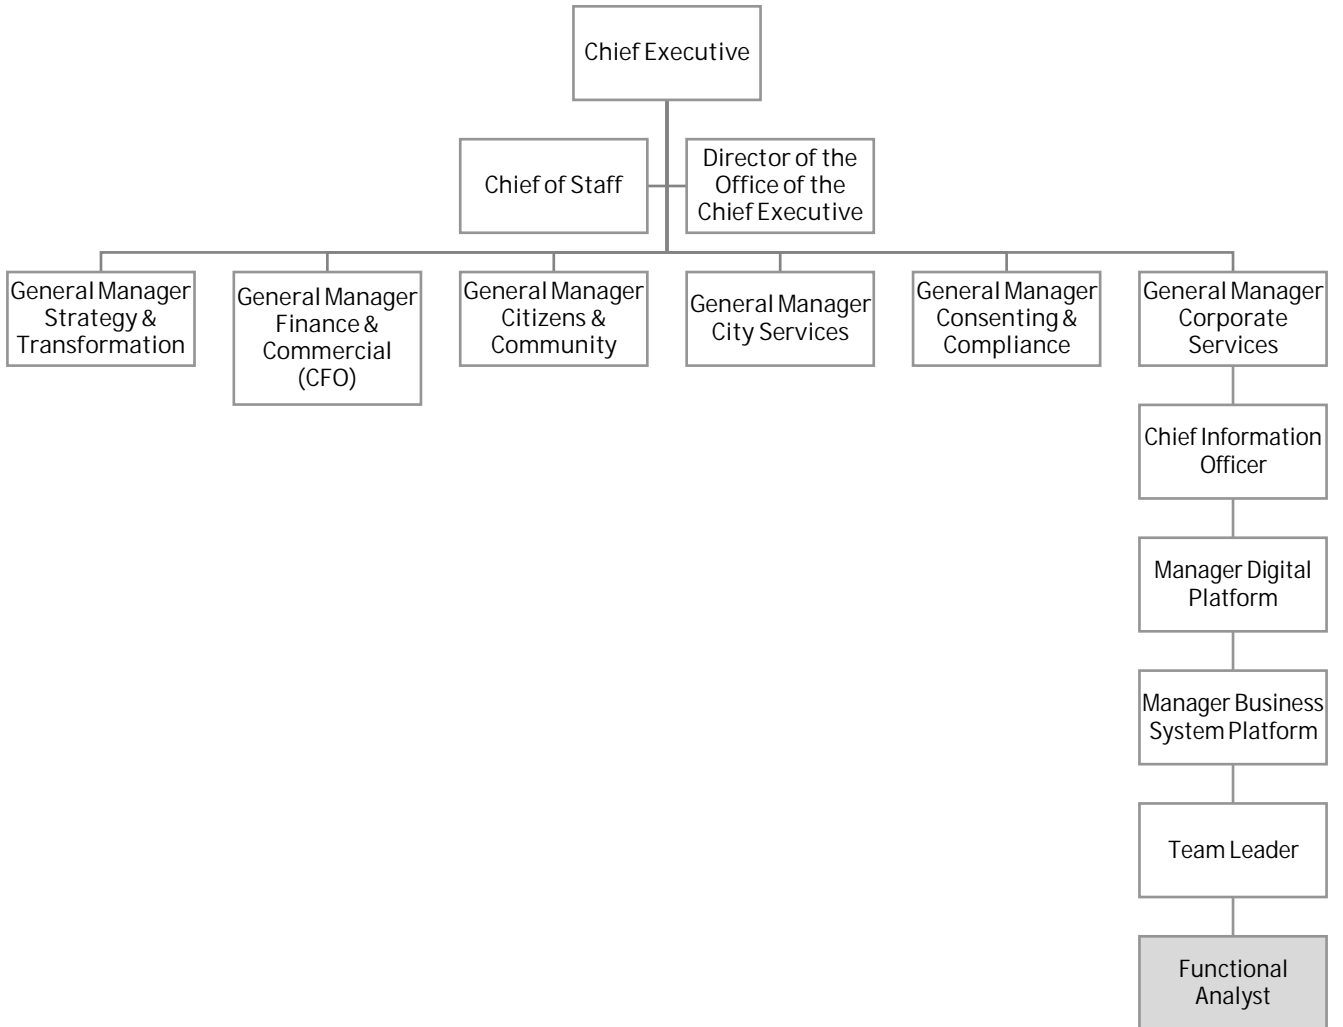 Chief Executive
Chief of Staff
Director of the
Office of the
Chief Executive
General Manager
Strategy &
Transformation
General Manager
Finance &
Commercial
(CFO)
General Manager
Citizens &
Community
General Manager
City Services
General Manager
Consenting &
Compliance
General Manager
Corporate
Services
Chief Information
Officer
Manager Digital
Platform
Manager Business
System Platform
Team Leader
Functional
Analyst